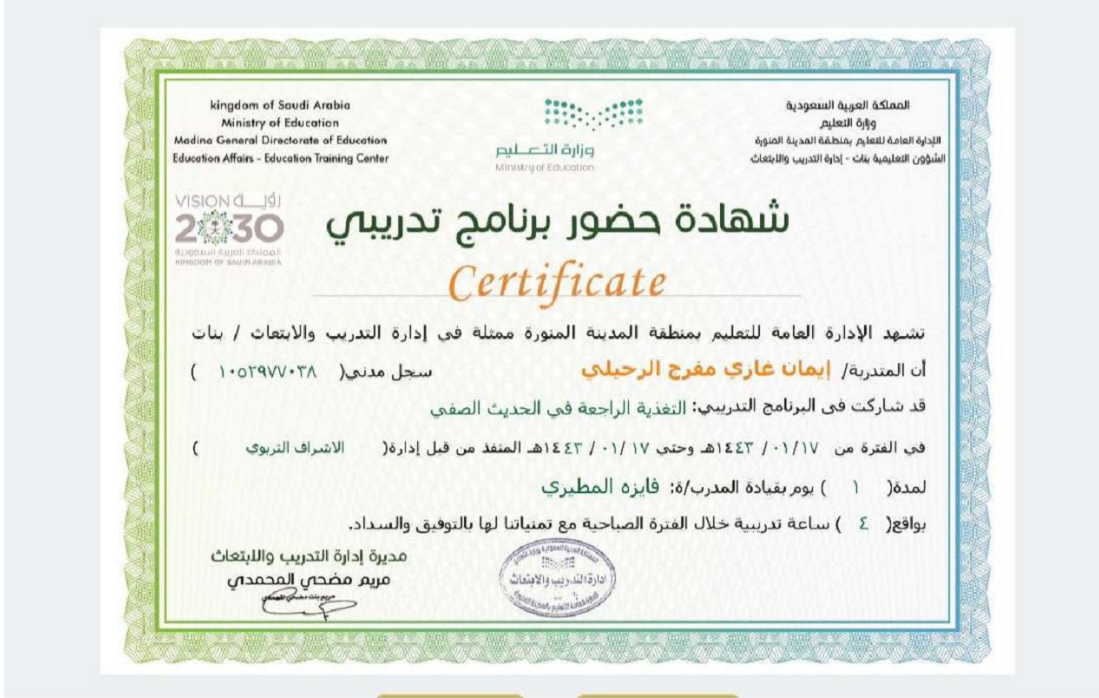 kingdom of Saudi Arabia
Ministry of Education
Madina General Directorate of Education
Education Affairs - Education Training Center
وزارة التعليم
Ministry of Education
المملكة العربية السعودية
وزارة التعليم
الإدارة العامة للتعليم بمنطقة المدينة المنورة
الشؤون التعليمية بنات - إدارة التدريب والابتعاث
VISION رؤية
2030
المملكة العربية السعودية
KINGDOM OF SAUDI ARABIA
شهادة حضور برنامج تدريبي
Certificate
تشهد الإدارة العامة للتعليم بمنطقة المدينة المنورة ممثلة في إدارة التدريب والابتعاث / بنات
أن المتدربة/ إيمان غازي مفرج الرحيلي سجل مدني( ١٠٥٢٩٧٧٠٣٨ )
قد شاركت في البرنامج التدريبي: التغذية الراجعة في الحديث الصفي
في الفترة من ٠١/١٧ / ١٤٤٣هـ وحتى ١٧ /٠١ / ١٤٤٣هـ المنفذ من قبل إدارة( الاشراف التربوي )
لمدة( ١ ) يوم بقيادة المدرب/ة: فايزه المطيري
بواقع( ٤ ) ساعة تدريبية خلال الفترة الصباحية مع تمنياتنا لها بالتوفيق والسداد.
مديرة إدارة التدريب والابتعاث
مريم مضحي المحمدي
إدارة التدريب والابتعاث